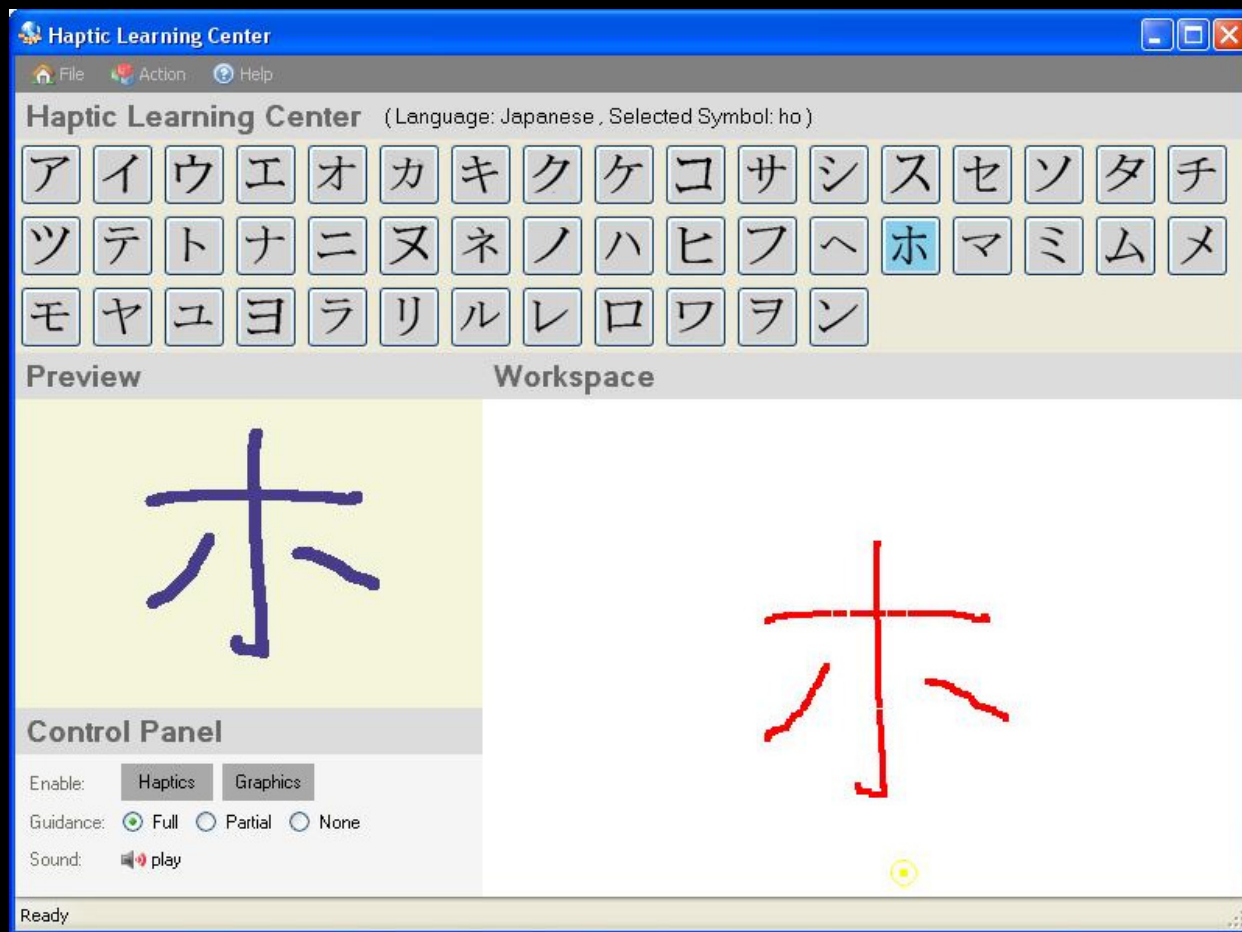 Haptic Learning Center
File Action Help
Haptic Learning Center (Language: Japanese , Selected Symbol: ho)
ア イ ウ エ オ カ キ ク ケ コ サ シ ス セ ソ タ チ
ツ テ ト ナ ニ ヌ ネ ノ ハ ヒ フ ヘ ホ マ ミ ム メ
モ ヤ ユ ヨ ラ リ ル レ ロ ワ ヲ ン
Preview Workspace
ホ ホ
Control Panel
Enable: Haptics Graphics
Guidance: Full Partial None
Sound: play
Ready